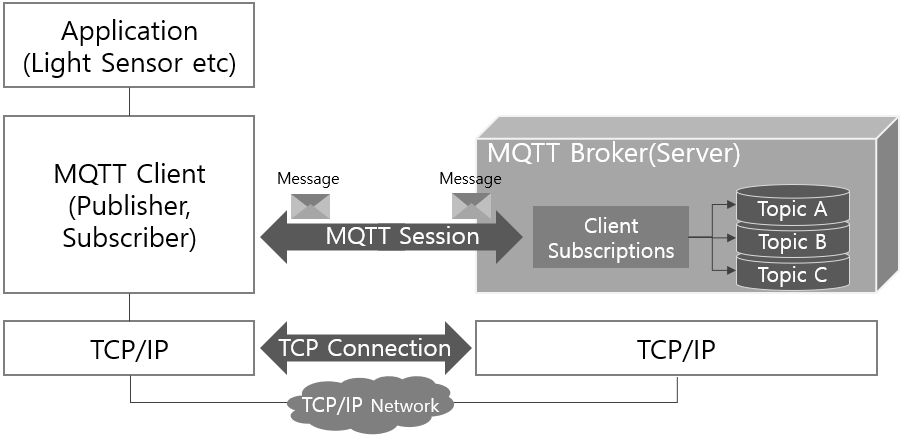 Application
(Light Sensor etc)
MQTT Client
(Publisher,
Subscriber)
Message
Message
MQTT Session
MQTT Broker(Server)
Client
Subscriptions
Topic A
Topic B
Topic C
TCP/IP
TCP Connection
TCP/IP
TCP/IP Network